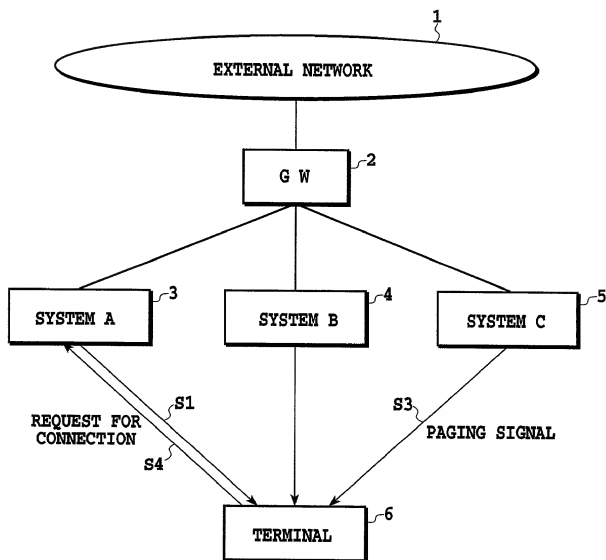 1
EXTERNAL NETWORK
2
G W
3
SYSTEM A
4
SYSTEM B
5
SYSTEM C
S1
S3
REQUEST FOR
CONNECTION
PAGING SIGNAL
S4
6
TERMINAL